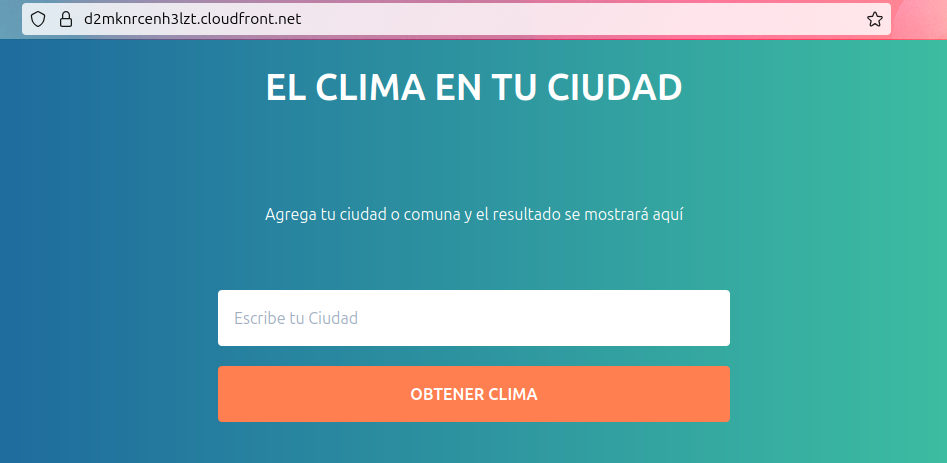 d2mknrcenh3lzt.cloudfront.net
EL CLIMA EN TU CIUDAD
Agrega tu ciudad o comuna y el resultado se mostrará aquí
Escribe tu Ciudad
OBTENER CLIMA